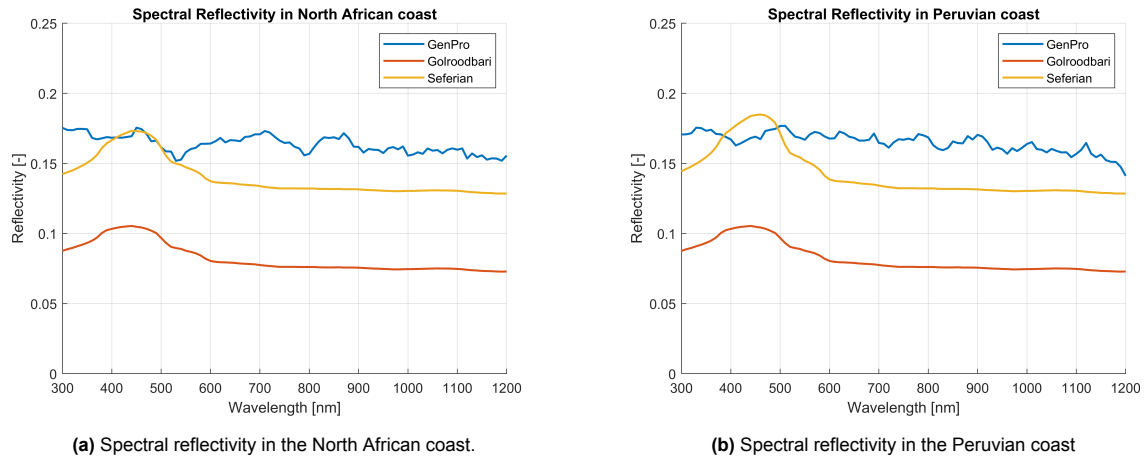 Spectral Reflectivity in North African coast
0.25
0.2
0.15
0.1
0.05
0
Reflectivity [-]
300 400 500 600 700 800 900 1000 1100 1200
Wavelength [nm]
GenPro
Golroodbari
Seferian
(a) Spectral reflectivity in the North African coast.
Spectral Reflectivity in Peruvian coast
0.25
0.2
0.15
0.1
0.05
0
Reflectivity [-]
300 400 500 600 700 800 900 1000 1100 1200
Wavelength [nm]
GenPro
Golroodbari
Seferian
(b) Spectral reflectivity in the Peruvian coast